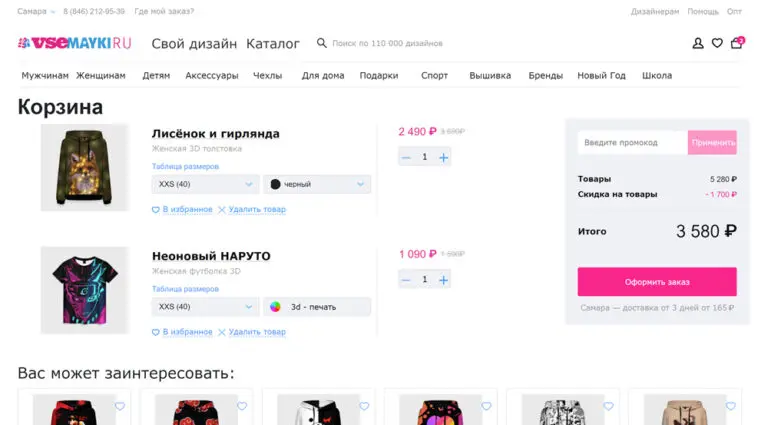 Самара
8 (846) 212-95-39
Где мой заказ?
Дизайнерам
Помощь
Опт
VSEMAYKI.RU
Свой дизайн
Каталог
Поиск по 110 000 дизайнов
Мужчинам
Женщинам
Детям
Аксессуары
Чехлы
Для дома
Подарки
Спорт
Вышивка
Бренды
Новый Год
Школа
Корзина
Лисёнок и гирлянда
Женская 3D толстовка
Таблица размеров
XXS (40)
черный
В избранное
Удалить товар
2 490 ₽
1
Неоновый НАРУТО
Женская футболка 3D
Таблица размеров
XXS (40)
3d - печать
В избранное
Удалить товар
1 090 ₽
1
Введите промокод
Применить
Товары
5 280 ₽
Скидка на товары
- 1 700 ₽
Итого
3 580 ₽
Оформить заказ
Самара — доставка от 3 дней от 165 ₽
Вас может заинтересовать: